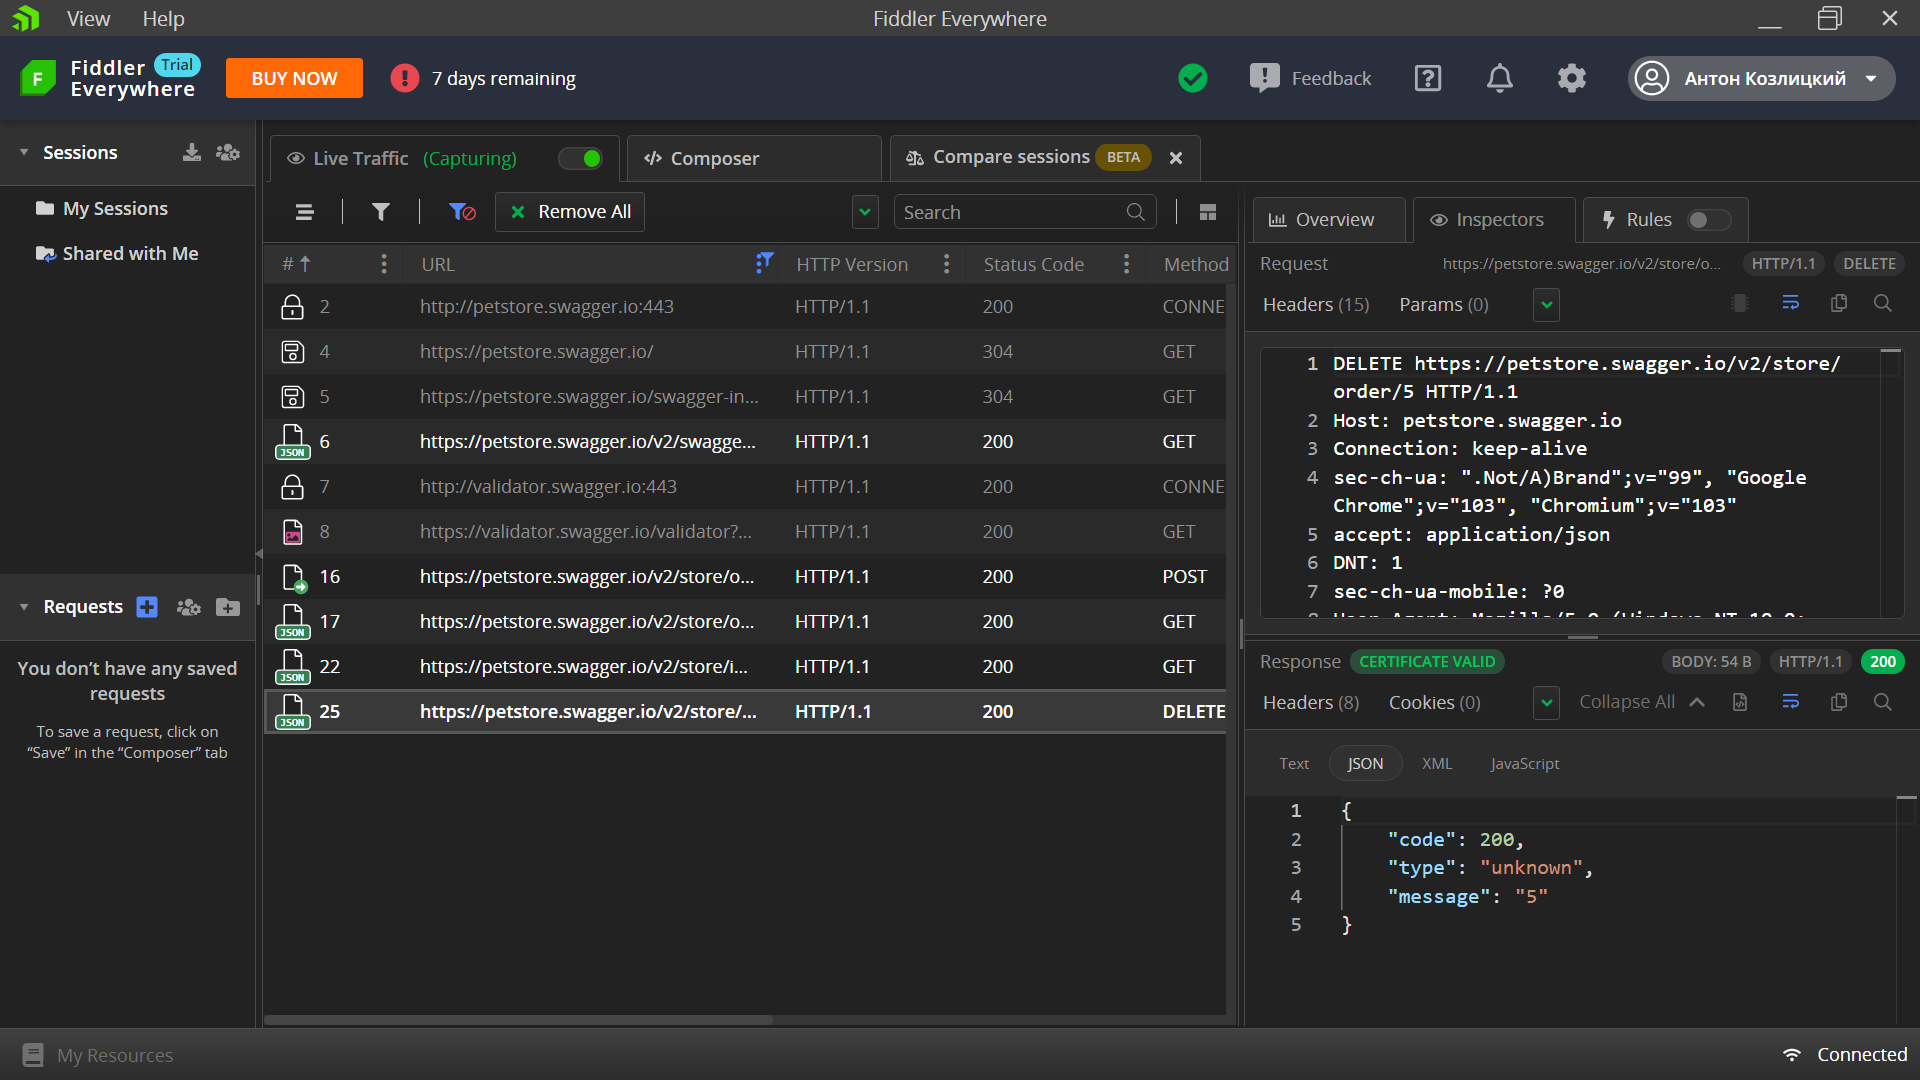 View Help
Fiddler Everywhere
F
Fiddler Trial
Everywhere
BUY NOW
7 days remaining
Feedback
Антон Козлицкий
Sessions
My Sessions
Shared with Me
Requests
You don’t have any saved
requests
To save a request, click on
“Save” in the “Composer” tab
Live Traffic (Capturing)
Composer
Compare sessions BETA
Remove All
Search
# URL HTTP Version Status Code Method
2 http://petstore.swagger.io:443 HTTP/1.1 200 CONNE
4 https://petstore.swagger.io/ HTTP/1.1 304 GET
5 https://petstore.swagger.io/swagger-in... HTTP/1.1 304 GET
JSON 6 https://petstore.swagger.io/v2/swagge... HTTP/1.1 200 GET
7 http://validator.swagger.io:443 HTTP/1.1 200 CONNE
8 https://validator.swagger.io/validator?... HTTP/1.1 200 GET
16 https://petstore.swagger.io/v2/store/o... HTTP/1.1 200 POST
JSON 17 https://petstore.swagger.io/v2/store/o... HTTP/1.1 200 GET
JSON 22 https://petstore.swagger.io/v2/store/i... HTTP/1.1 200 GET
JSON 25 https://petstore.swagger.io/v2/store/... HTTP/1.1 200 DELETE
Overview
Inspectors
Rules
Request https://petstore.swagger.io/v2/store/o... HTTP/1.1 DELETE
Headers (15) Params (0)
1 DELETE https://petstore.swagger.io/v2/store/
order/5 HTTP/1.1
2 Host: petstore.swagger.io
3 Connection: keep-alive
4 sec-ch-ua: ".Not/A)Brand";v="99", "Google
Chrome";v="103", "Chromium";v="103"
5 accept: application/json
6 DNT: 1
7 sec-ch-ua-mobile: ?0
8 User-Agent: Mozilla/5.0 (Windows NT 10.0;
Response CERTIFICATE VALID BODY: 54 B HTTP/1.1 200
Headers (8) Cookies (0) Collapse All
Text JSON XML JavaScript
1 {
2 "code": 200,
3 "type": "unknown",
4 "message": "5"
5 }
My Resources
Connected